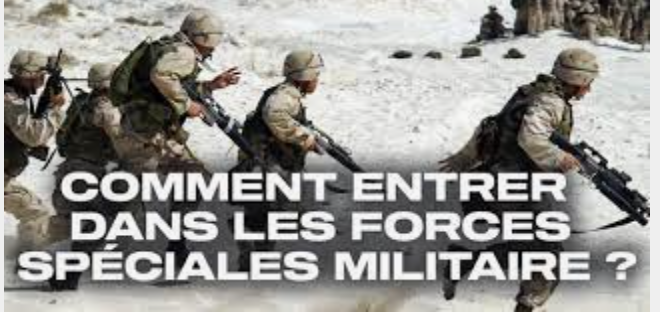 COMMENT ENTRER
DANS LES FORCES
SPÉCIALES MILITAIRE ?